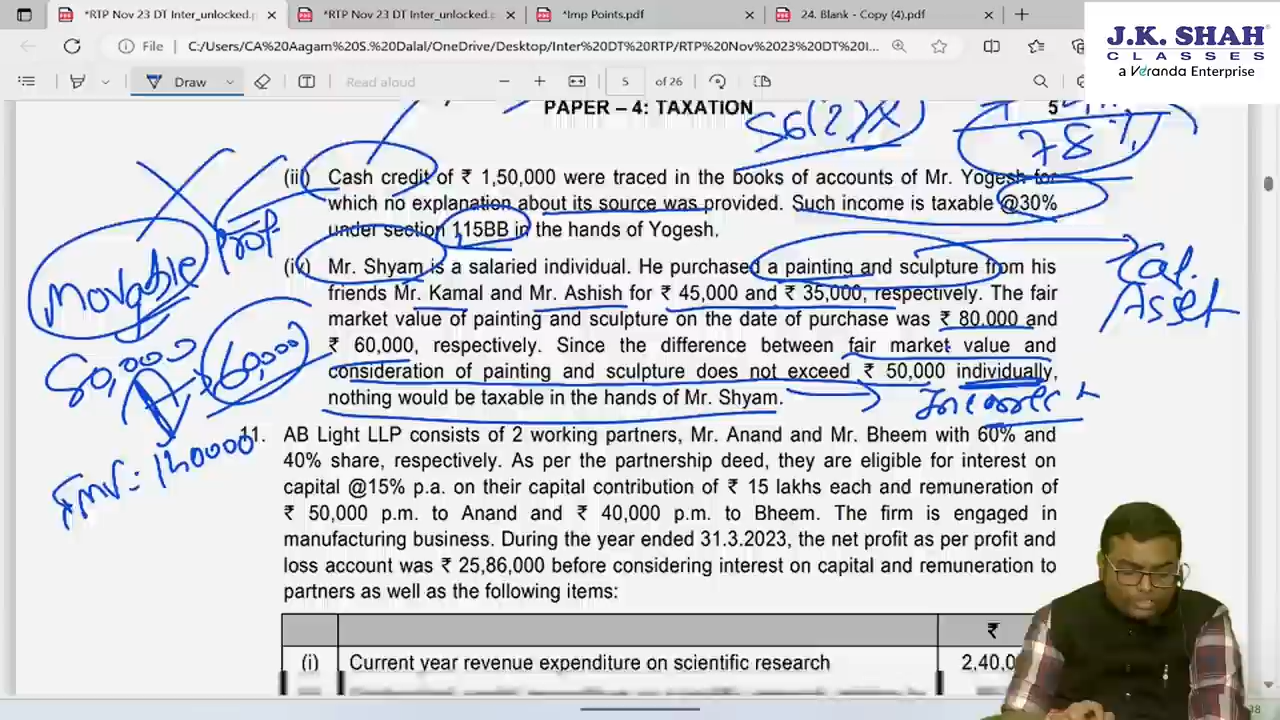 *RTP Nov 23 DT Inter_unlocked.p
*RTP Nov 23 DT Inter_unlocked.p
*Imp Points.pdf
24. Blank - Copy (4).pdf
File
C:/Users/CA%20Aagam%20S.%20Dalal/OneDrive/Desktop/Inter%20DT%20RTP/RTP%20Nov%202023%20DT%20I...
J.K. SHAH
CLASSES
a Veranda Enterprise
Draw
Read aloud
5
of 26
PAPER – 4: TAXATION
5
56(2)X
78%
(iii) Cash credit of ₹ 1,50,000 were traced in the books of accounts of Mr. Yogesh for
which no explanation about its source was provided. Such income is taxable @30%
under section 115BB in the hands of Yogesh.
Prof
Movable
80,000
60,000
FMV = 140000
(iv) Mr. Shyam is a salaried individual. He purchased a painting and sculpture from his
friends Mr. Kamal and Mr. Ashish for ₹ 45,000 and ₹ 35,000, respectively. The fair
market value of painting and sculpture on the date of purchase was ₹ 80,000 and
₹ 60,000, respectively. Since the difference between fair market value and
consideration of painting and sculpture does not exceed ₹ 50,000 individually,
nothing would be taxable in the hands of Mr. Shyam.
Cap.
Asset
Incorrect
11. AB Light LLP consists of 2 working partners, Mr. Anand and Mr. Bheem with 60% and
40% share, respectively. As per the partnership deed, they are eligible for interest on
capital @15% p.a. on their capital contribution of ₹ 15 lakhs each and remuneration of
₹ 50,000 p.m. to Anand and ₹ 40,000 p.m. to Bheem. The firm is engaged in
manufacturing business. During the year ended 31.3.2023, the net profit as per profit and
loss account was ₹ 25,86,000 before considering interest on capital and remuneration to
partners as well as the following items:
₹
(i) Current year revenue expenditure on scientific research 2,40,0